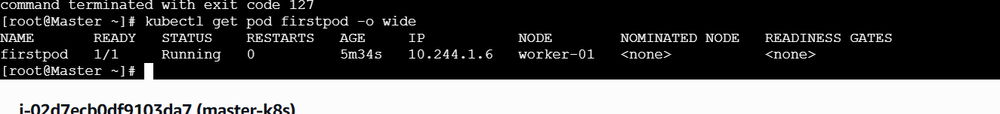 command terminated with exit code 127
[root@Master ~]# kubectl get pod firstpod -o wide
NAME READY STATUS RESTARTS AGE IP NODE NOMINATED NODE READINESS GATES
firstpod 1/1 Running 0 5m34s 10.244.1.6 worker-01 <none> <none>
[root@Master ~]#
i-02d7ecb0df9103da7 (master-k8s)